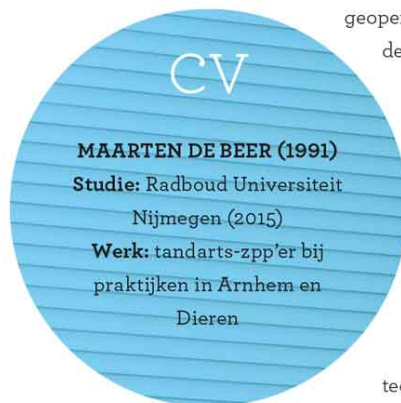 CV
MAARTEN DE BEER (1991)
Studie: Radboud Universiteit
Nijmegen (2015)
Werk: tandarts-zpp’er bij
praktijken in Arnhem en
Dieren